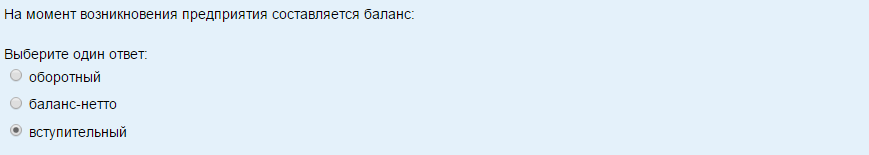 На момент возникновения предприятия составляется баланс:
Выберите один ответ:
оборотный
баланс-нетто
вступительный